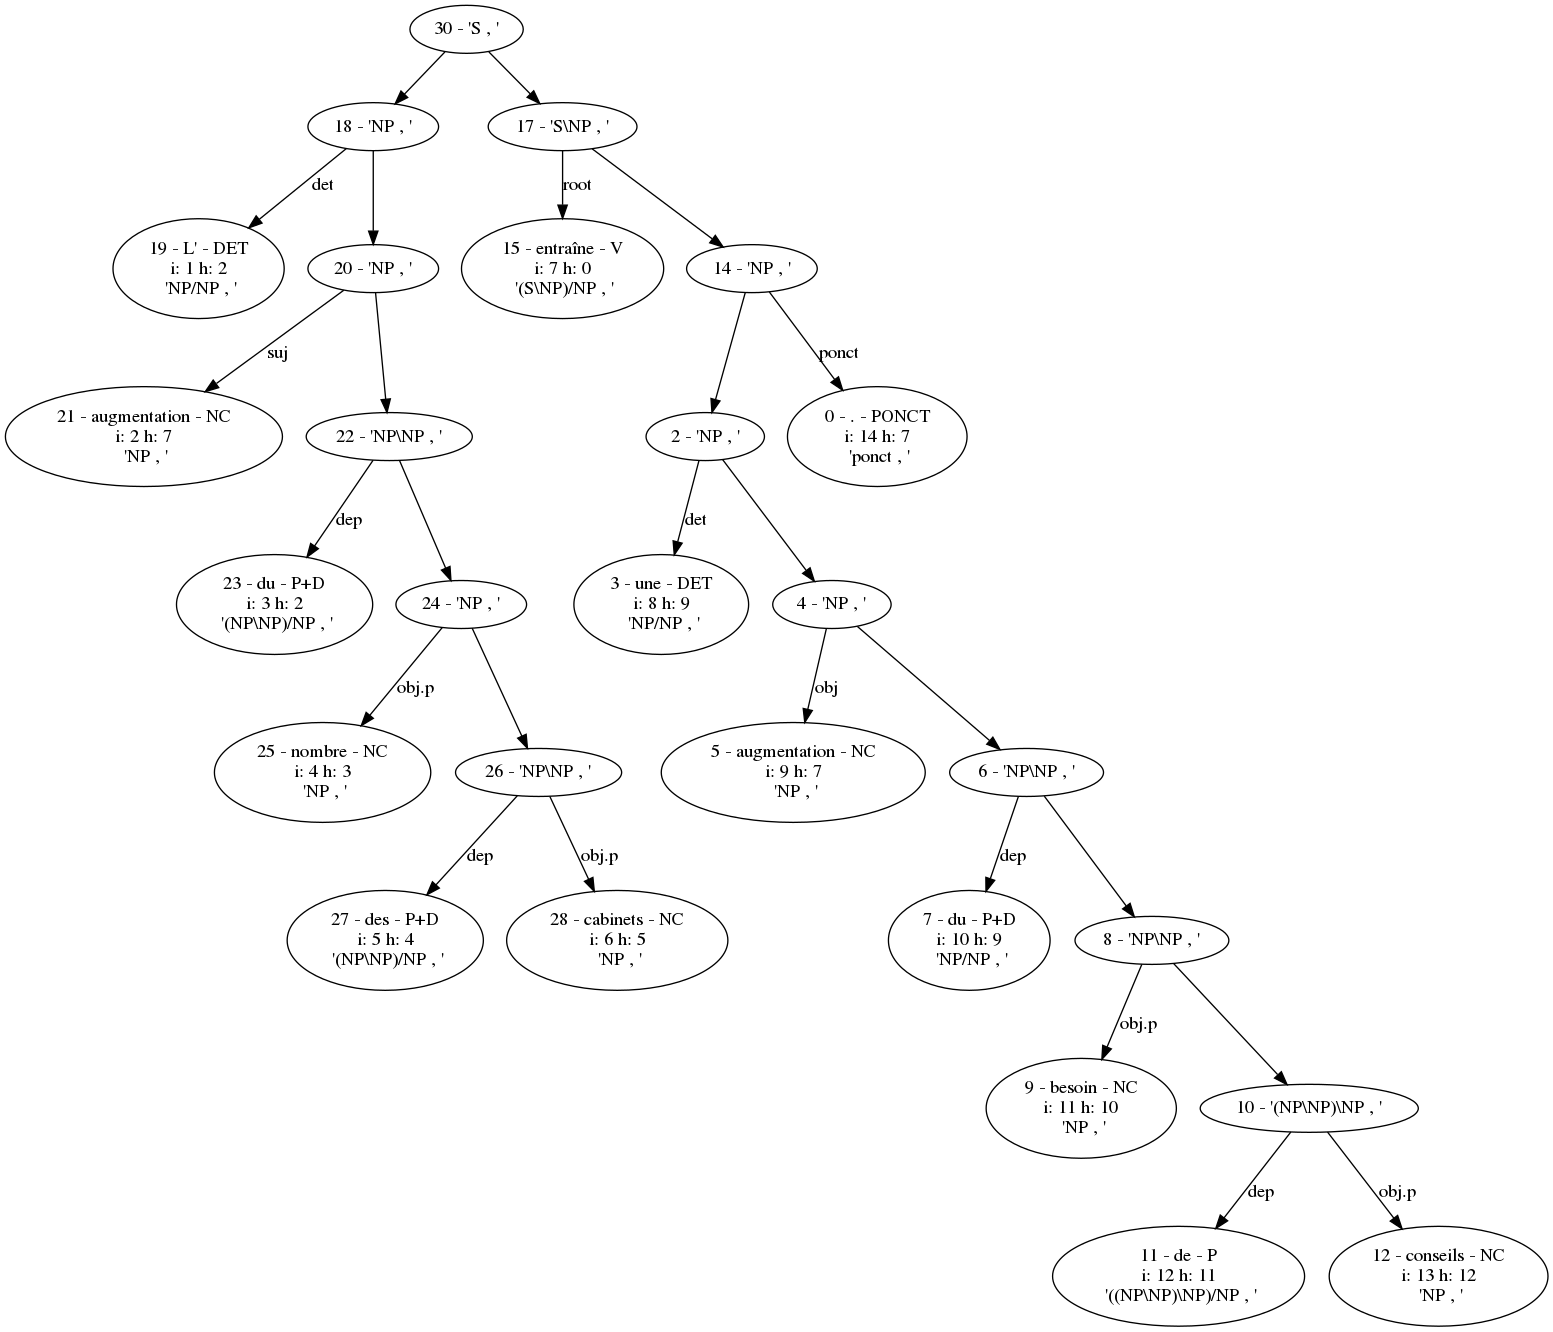 30 - 'S , '
18 - 'NP , '
17 - 'S\NP , '
det
root
19 - L' - DET
i: 1 h: 2
'NP/NP , '
20 - 'NP , '
15 - entraîne - V
i: 7 h: 0
'(S\NP)/NP , '
14 - 'NP , '
suj
ponct
21 - augmentation - NC
i: 2 h: 7
'NP , '
22 - 'NP\NP , '
2 - 'NP , '
0 - . - PONCT
i: 14 h: 7
'ponct , '
dep
det
23 - du - P+D
i: 3 h: 2
'(NP\NP)/NP , '
24 - 'NP , '
3 - une - DET
i: 8 h: 9
'NP/NP , '
4 - 'NP , '
obj.p
obj
25 - nombre - NC
i: 4 h: 3
'NP , '
26 - 'NP\NP , '
5 - augmentation - NC
i: 9 h: 7
'NP , '
6 - 'NP\NP , '
dep
obj.p
dep
27 - des - P+D
i: 5 h: 4
'(NP\NP)/NP , '
28 - cabinets - NC
i: 6 h: 5
'NP , '
7 - du - P+D
i: 10 h: 9
'NP/NP , '
8 - 'NP\NP , '
obj.p
9 - besoin - NC
i: 11 h: 10
'NP , '
10 - '(NP\NP)\NP , '
dep
obj.p
11 - de - P
i: 12 h: 11
'((NP\NP)\NP)/NP , '
12 - conseils - NC
i: 13 h: 12
'NP , '